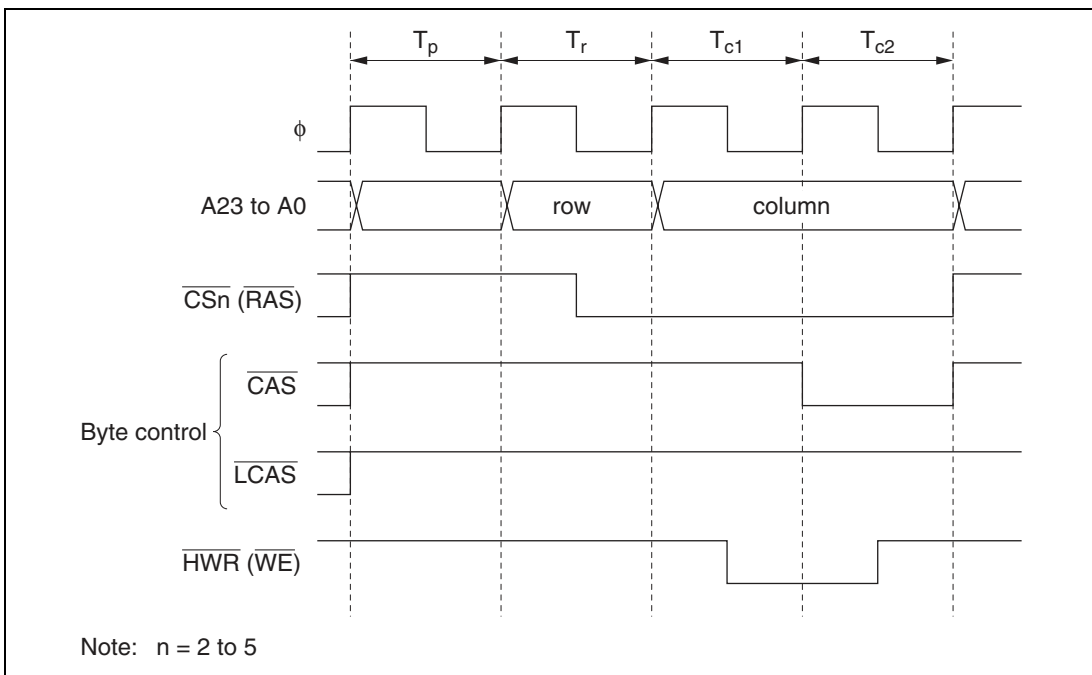 Tp Tr Tc1 Tc2
ϕ
A23 to A0 row column
CSn (RAS)
CAS
Byte control
LCAS
HWR (WE)
Note: n = 2 to 5